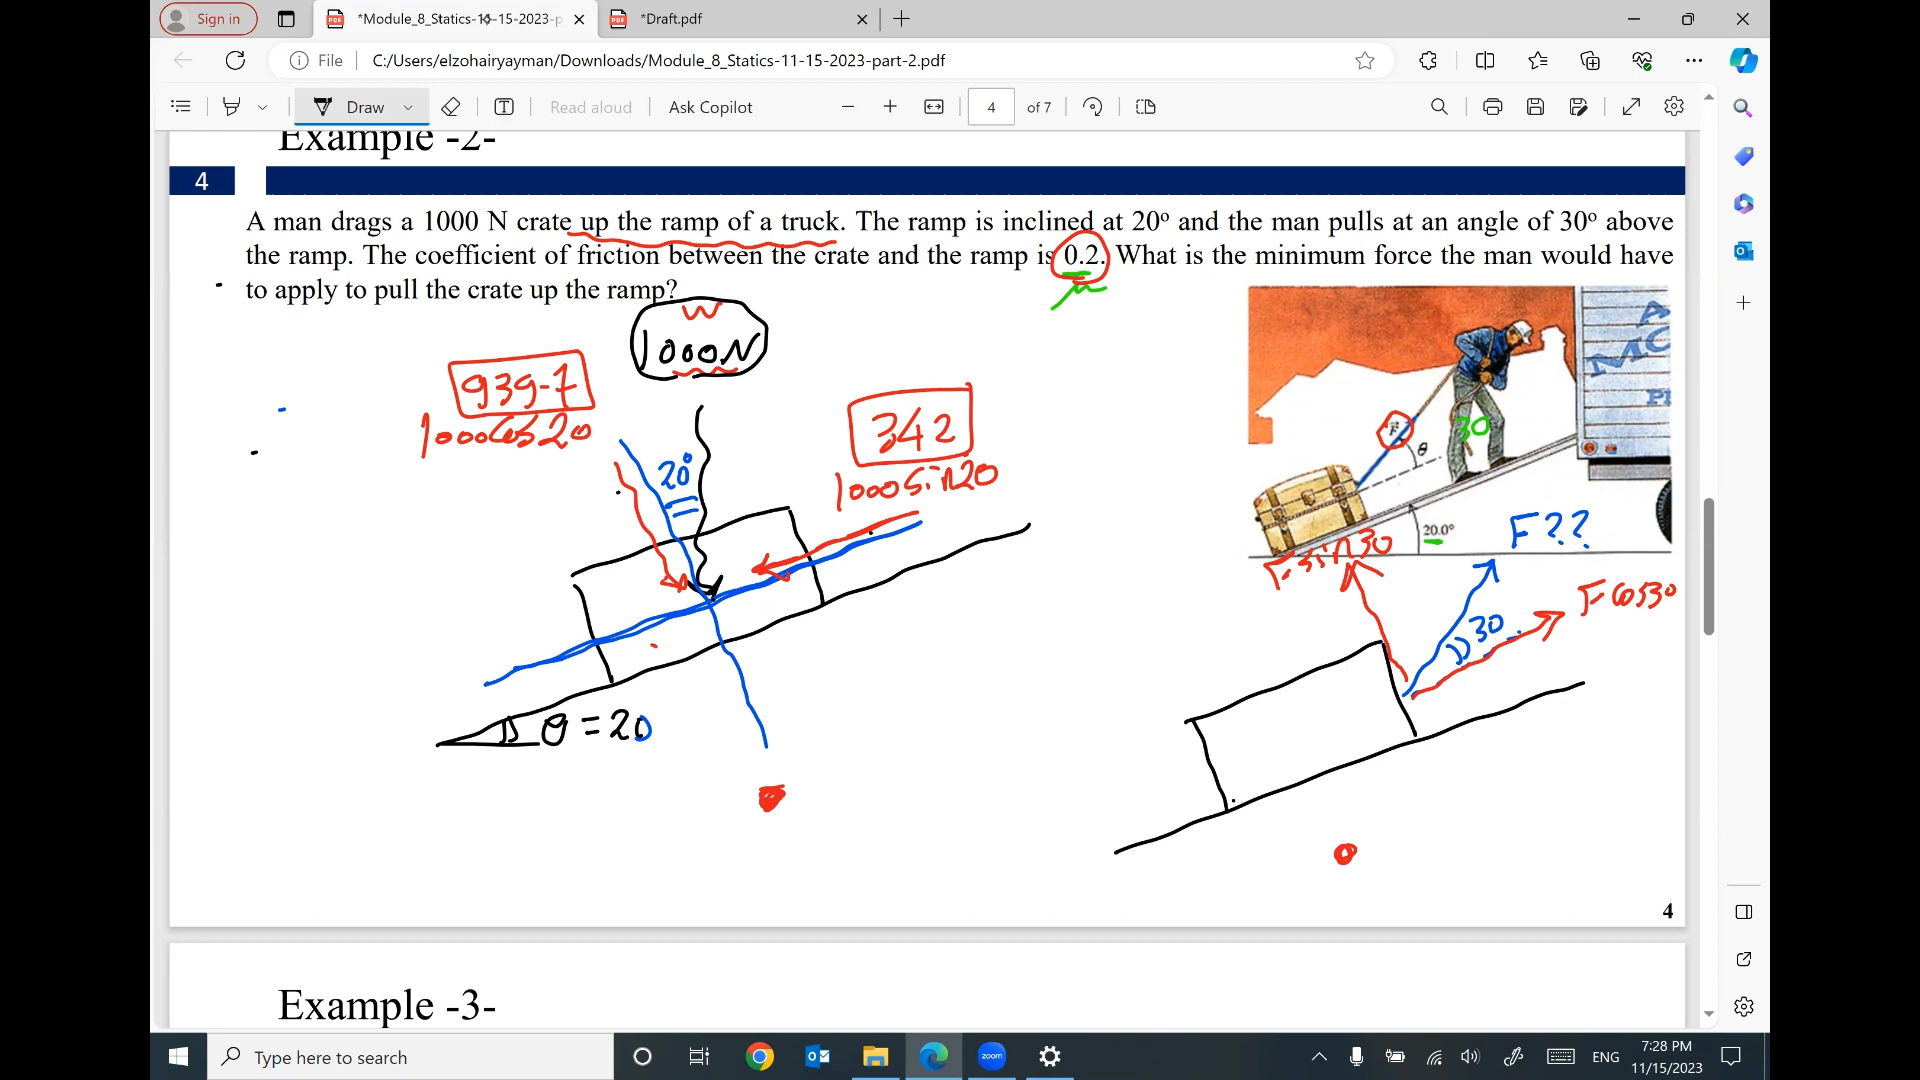 Sign in
*Module_8_Statics-11-15-2023-p
*Draft.pdf
File
C:/Users/elzohairyayman/Downloads/Module_8_Statics-11-15-2023-part-2.pdf
Draw
Read aloud
Ask Copilot
4
of 7
Example -2-
4
A man drags a 1000 N crate up the ramp of a truck. The ramp is inclined at 20º and the man pulls at an angle of 30º above
the ramp. The coefficient of friction between the crate and the ramp is 0.2. What is the minimum force the man would have
to apply to pull the crate up the ramp?
μ
W
1000N
939-7
1000Cos20
342
1000Sin20
20°
θ = 20
F
θ
30
20.0°
A
MC
F??
F sin30
F Cos30
30
4
Example -3-
Type here to search
zoom
ENG
7:28 PM
11/15/2023